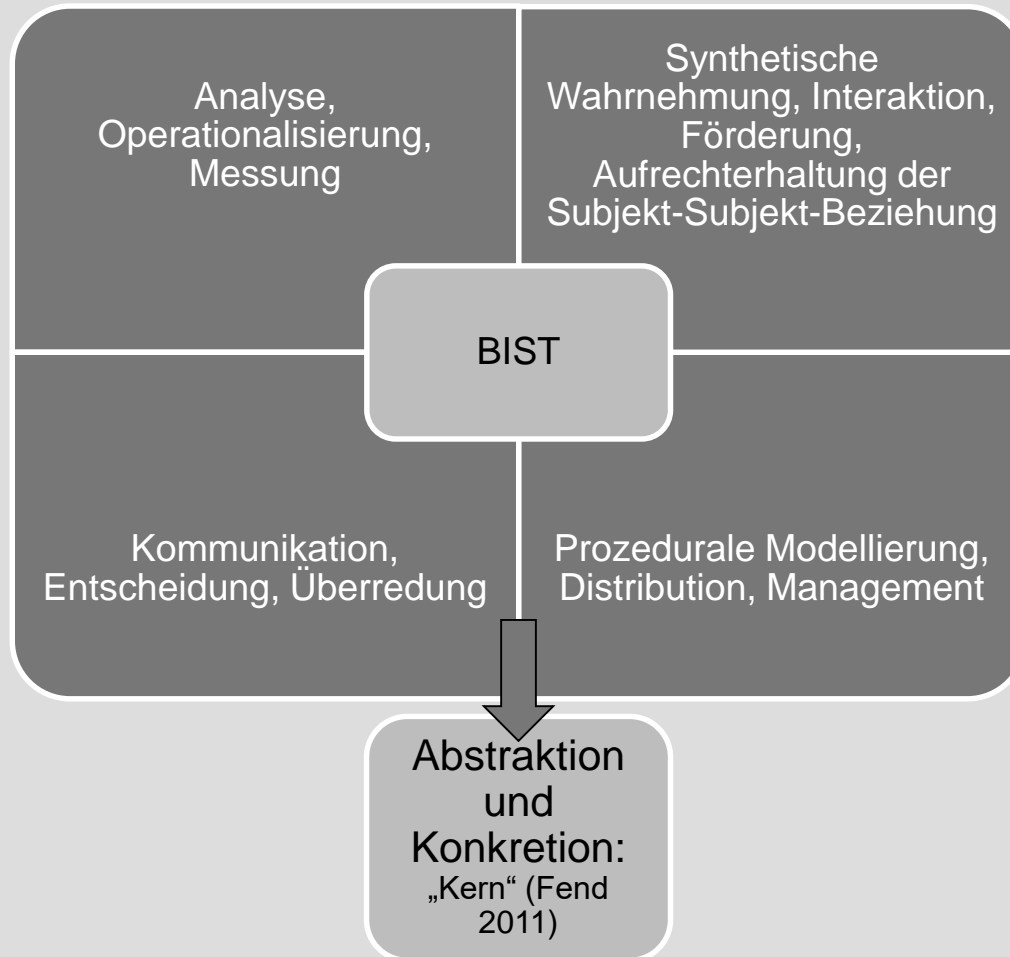 Analyse,
Operationalisierung,
Messung
Synthetische
Wahrnehmung, Interaktion,
Förderung,
Aufrechterhaltung der
Subjekt-Subjekt-Beziehung
BIST
Kommunikation,
Entscheidung, Überredung
Prozedurale Modellierung,
Distribution, Management
Abstraktion
und
Konkretion:
„Kern“ (Fend
2011)